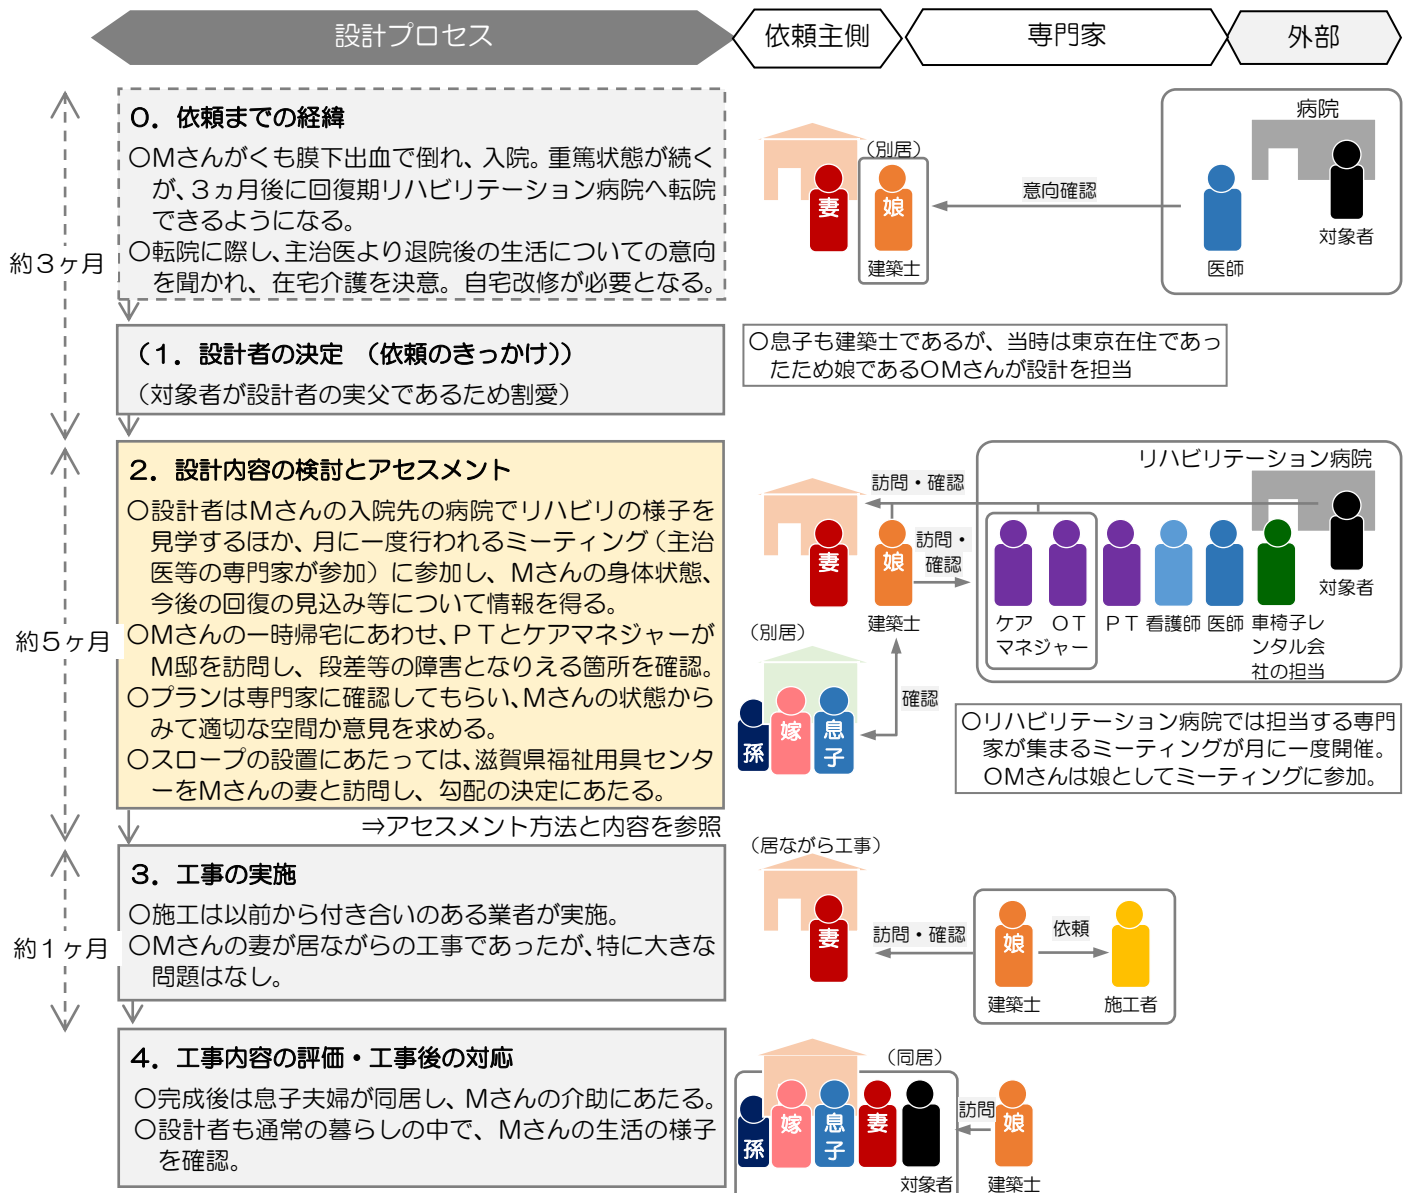 設計プロセス
依頼主側
専門家
外部
約３ヶ月
０．依頼までの経緯
○Ｍさんがくも膜下出血で倒れ、入院。重篤状態が続く
が、３ヵ月後に回復期リハビリテーション病院へ転院
できるようになる。
○転院に際し、主治医より退院後の生活についての意向
を聞かれ、在宅介護を決意。自宅改修が必要となる。
妻
（別居）
娘
建築士
意向確認
病院
医師
対象者
（１．設計者の決定　（依頼のきっかけ））
（対象者が設計者の実父であるため割愛）
○息子も建築士であるが、当時は東京在住であっ
たため娘であるＯＭさんが設計を担当
約５ヶ月
２．設計内容の検討とアセスメント
○設計者はＭさんの入院先の病院でリハビリの様子を
見学するほか、月に一度行われるミーティング（主治
医等の専門家が参加）に参加し、Ｍさんの身体状態、
今後の回復の見込み等について情報を得る。
○Ｍさんの一時帰宅にあわせ、ＰＴとケアマネジャーが
Ｍ邸を訪問し、段差等の障害となりえる箇所を確認。
○プランは専門家に確認してもらい、Ｍさんの状態から
みて適切な空間か意見を求める。
○スロープの設置にあたっては、滋賀県福祉用具センタ
ーをＭさんの妻と訪問し、勾配の決定にあたる。
⇒アセスメント方法と内容を参照
訪問・確認
リハビリテーション病院
妻
娘
建築士
訪問・
確認
ケア
マネジャー
ＯＴ
ＰＴ
看護師
医師
車椅子レ
ンタル会
社の担当
対象者
（別居）
孫
嫁
息子
確認
○リハビリテーション病院では担当する専門
家が集まるミーティングが月に一度開催。
ＯＭさんは娘としてミーティングに参加。
約１ヶ月
３．工事の実施
○施工は以前から付き合いのある業者が実施。
○Ｍさんの妻が居ながらの工事であったが、特に大きな
問題はなし。
（居ながら工事）
妻
訪問・確認
娘
建築士
依頼
施工者
４．工事内容の評価・工事後の対応
○完成後は息子夫婦が同居し、Ｍさんの介助にあたる。
○設計者も通常の暮らしの中で、Ｍさんの生活の様子
を確認。
（同居）
孫
嫁
息子
妻
対象者
訪問
娘
建築士